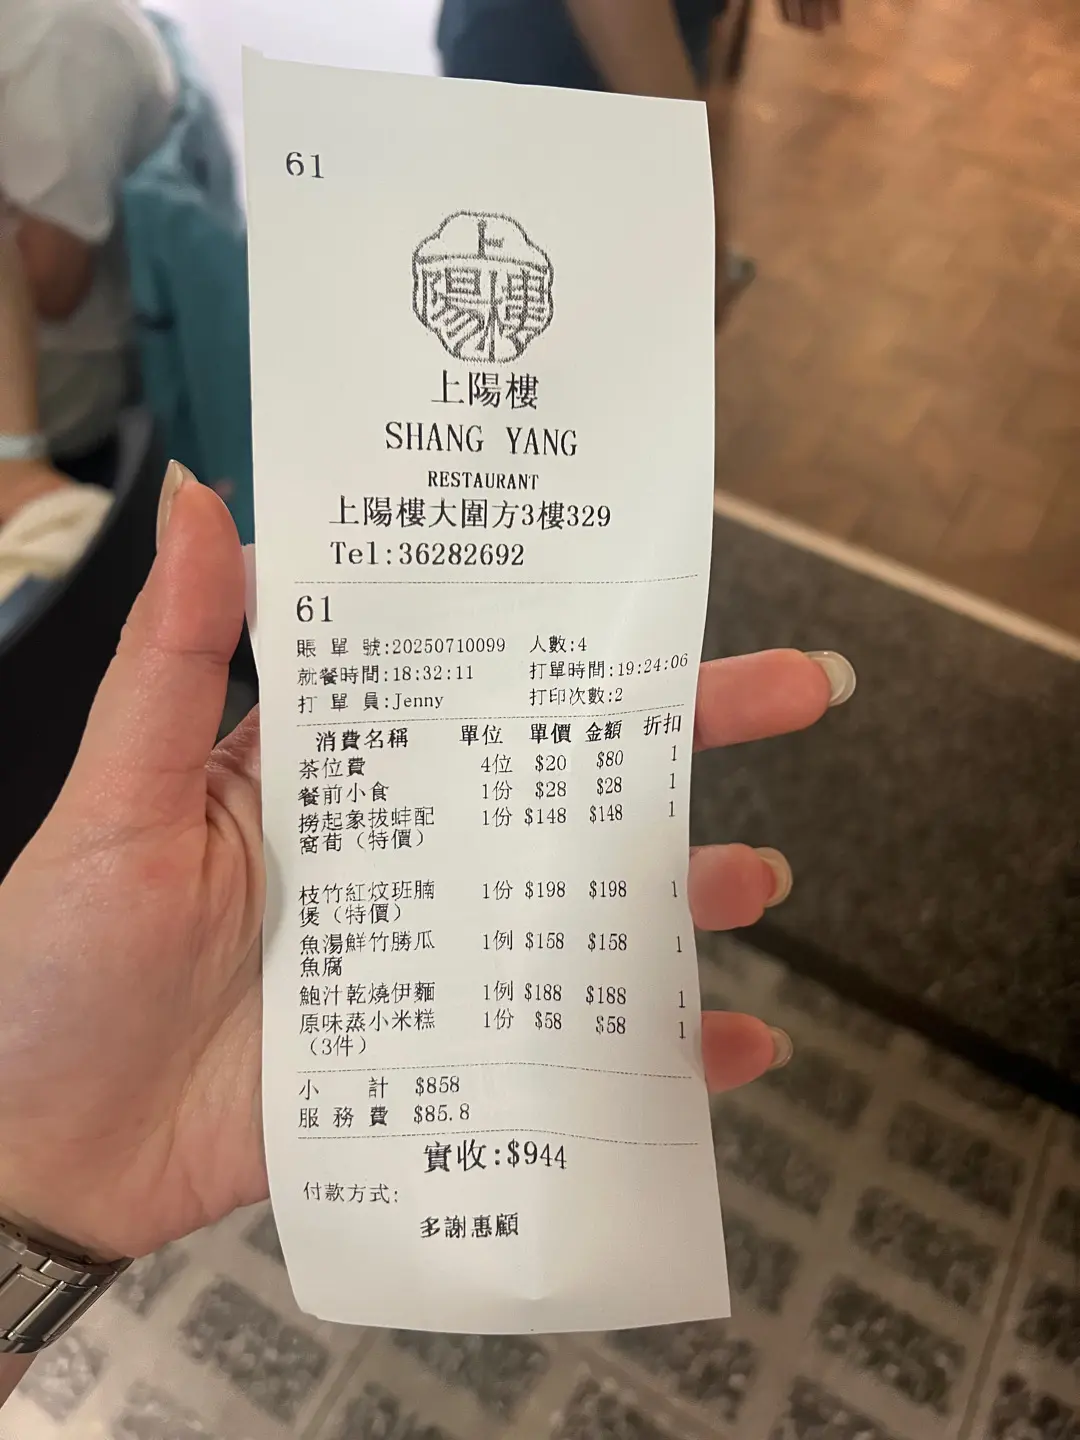 61
上陽樓
上陽樓
SHANG YANG
RESTAURANT
上陽樓大圍方3樓329
Tel:36282692
61
賬 單 號:20250710099 人數:4
就餐時間:18:32:11 打單時間:19:24:06
打 單 員:Jenny 打印次數:2
消費名稱 單位 單價 金額 折扣
茶位費 4位 $20 $80 1
餐前小食 1份 $28 $28 1
撈起象拔蚌配 1份 $148 $148 1
窩荀（特價）
枝竹紅炆班腩 1份 $198 $198 1
煲（特價）
魚湯鮮竹勝瓜 1例 $158 $158 1
魚腐
鮑汁乾燒伊麵 1例 $188 $188 1
原味蒸小米糕 1份 $58 $58 1
（3件）
小 計 $858
服 務 費 $85.8
實收:$944
付款方式:
多謝惠顧